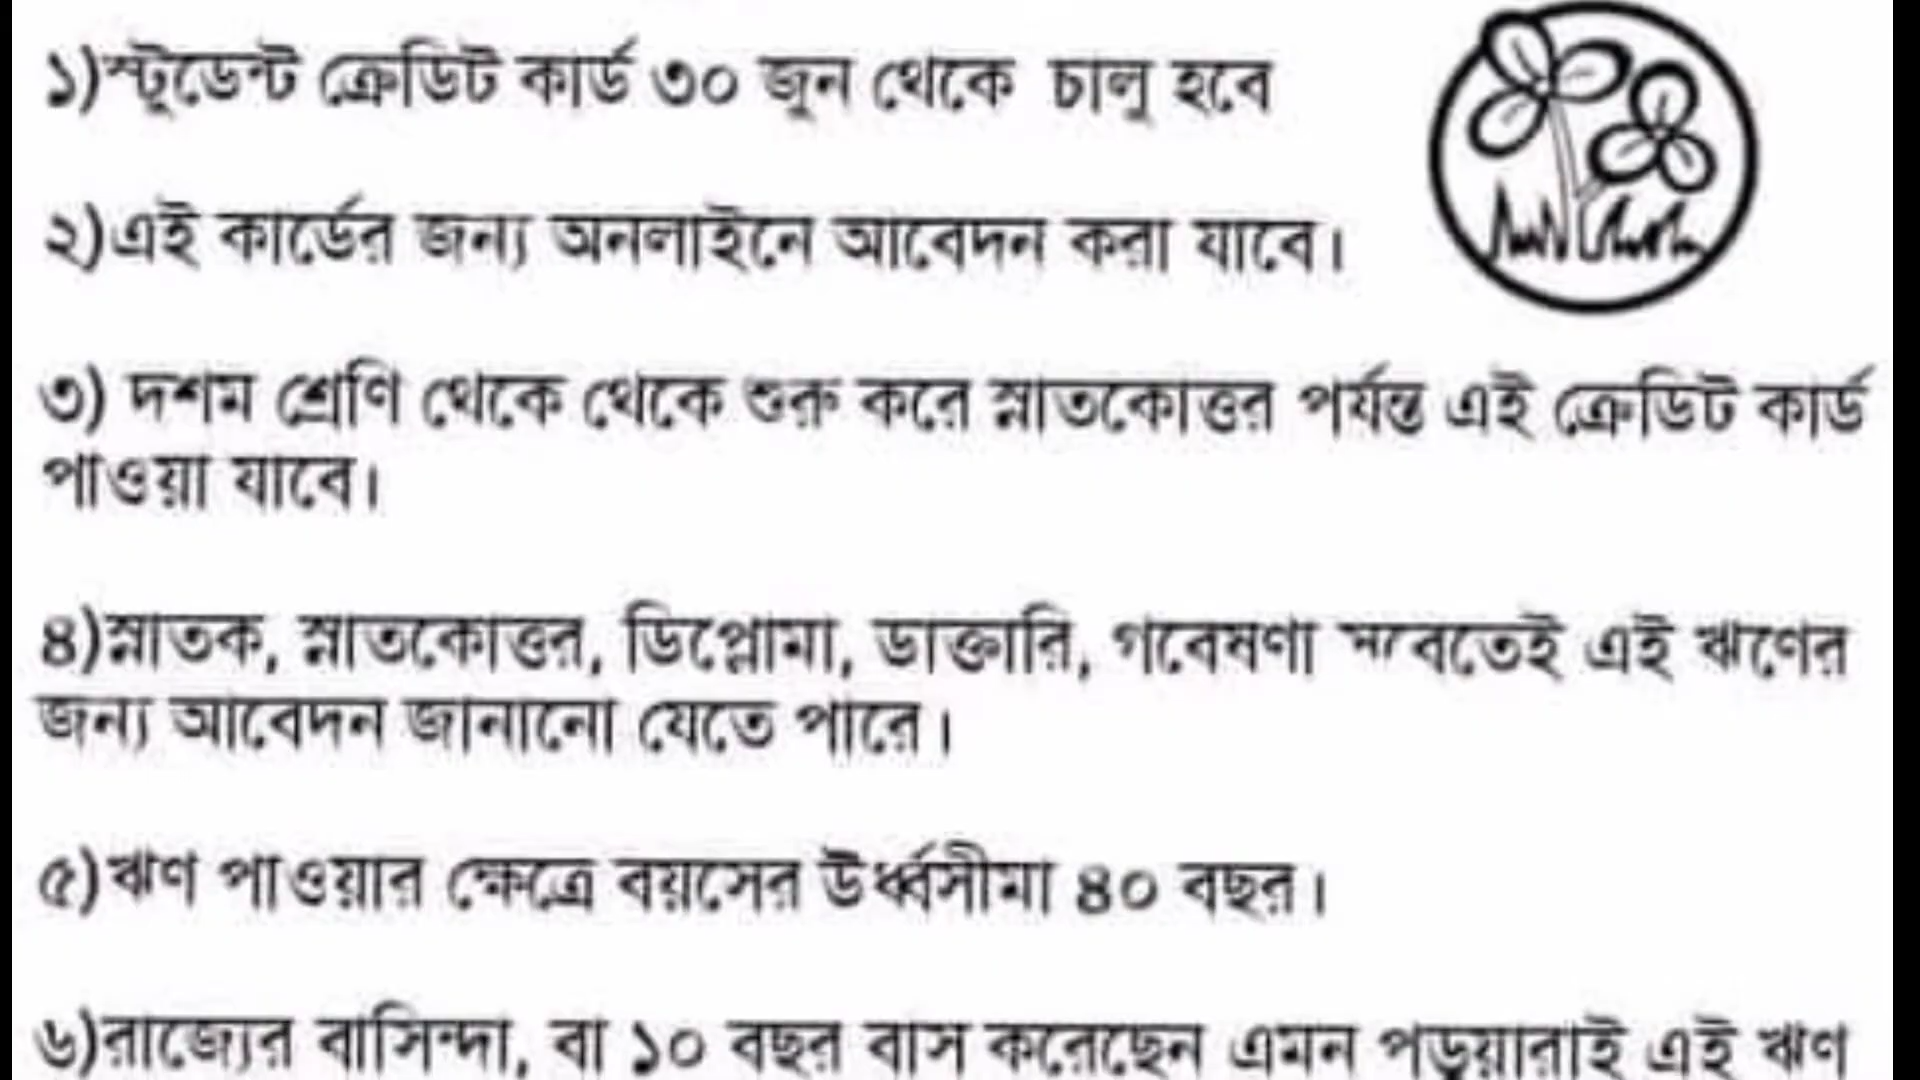 ১)স্টুডেন্ট ক্রেডিট কার্ড ৩০ জুন থেকে চালু হবে
২)এই কার্ডের জন্য অনলাইনে আবেদন করা যাবে।
৩) দশম শ্রেণি থেকে থেকে শুরু করে স্নাতকোত্তর পর্যন্ত এই ক্রেডিট কার্ড
পাওয়া যাবে।
৪)স্নাতক, স্নাতকোত্তর, ডিপ্লোমা, ডাক্তারি, গবেষণা এই ঋণের
জন্য আবেদন জানানো যেতে পারে।
৫)ঋণ পাওয়ার ক্ষেত্রে বয়সের উর্ধ্বসীমা ৪০ বছর।
৬)রাজ্যের বাসিন্দা, বা ১০ বছর বাস করেছেন এমন পড়ুয়ারাই এই ঋণ